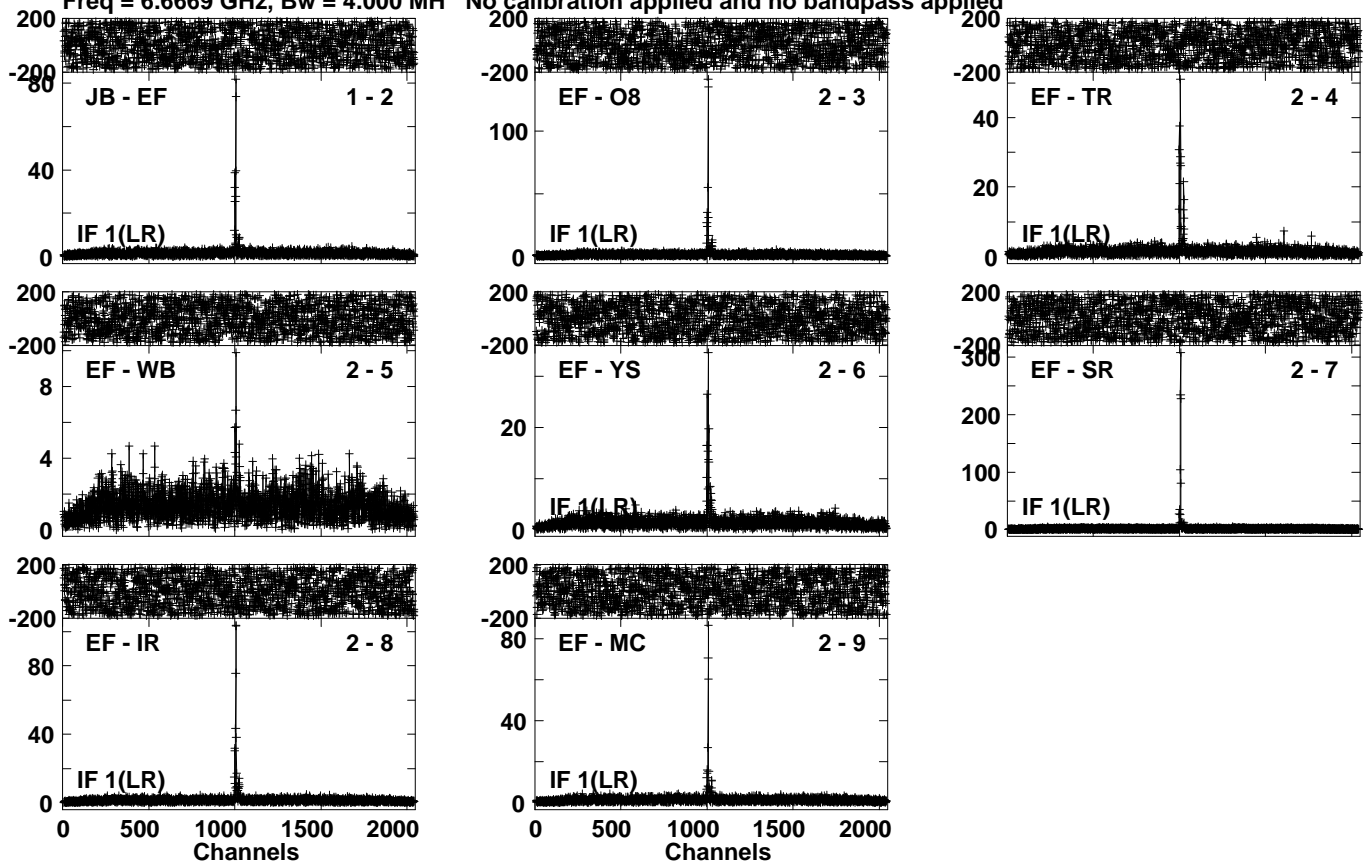 Freq = 6.6669 GHz, Bw = 4.000 MH No calibration applied and no bandpass applied
200
-200
80
40
0
JB - EF 1 - 2
IF 1(LR)
200
-200
100
0
EF - O8 2 - 3
IF 1(LR)
200
-200
40
20
0
EF - TR 2 - 4
IF 1(LR)
200
-200
8
4
0
EF - WB 2 - 5
200
-200
20
0
EF - YS 2 - 6
IF 1(LR)
200
-200
300
200
100
0
EF - SR 2 - 7
IF 1(LR)
200
-200
80
40
0
EF - IR 2 - 8
IF 1(LR)
0 500 1000 1500 2000
Channels
200
-200
80
40
0
EF - MC 2 - 9
IF 1(LR)
0 500 1000 1500 2000
Channels